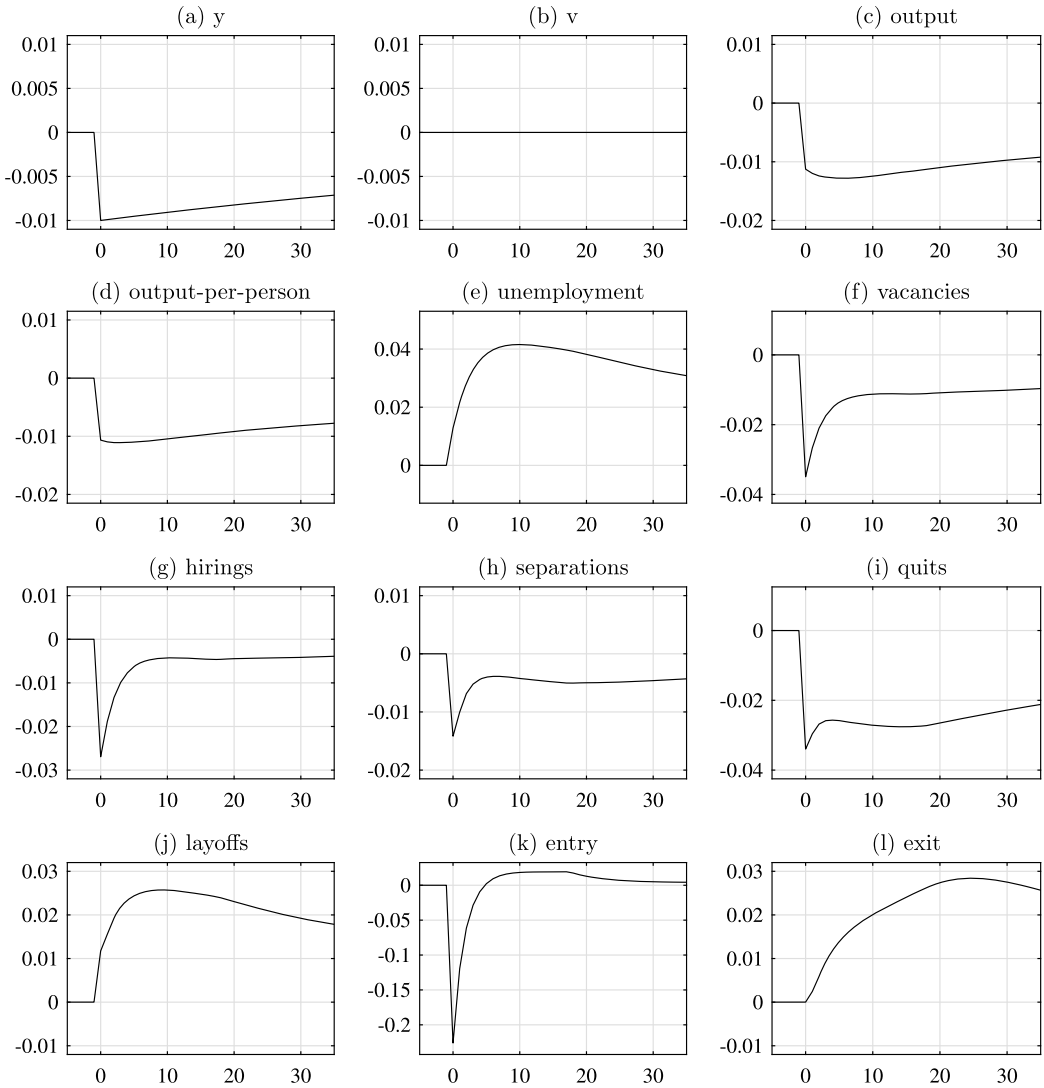 (a) y
0.01
0.005
0
-0.005
-0.01
0 10 20 30
(b) v
0.01
0.005
0
-0.005
-0.01
0 10 20 30
(c) output
0.01
0
-0.01
-0.02
0 10 20 30
(d) output-per-person
0.01
0
-0.01
-0.02
0 10 20 30
(e) unemployment
0.04
0.02
0
0 10 20 30
(f) vacancies
0
-0.02
-0.04
0 10 20 30
(g) hirings
0.01
0
-0.01
-0.02
-0.03
0 10 20 30
(h) separations
0.01
0
-0.01
-0.02
0 10 20 30
(i) quits
0
-0.02
-0.04
0 10 20 30
(j) layoffs
0.03
0.02
0.01
0
-0.01
0 10 20 30
(k) entry
0
-0.05
-0.1
-0.15
-0.2
0 10 20 30
(l) exit
0.03
0.02
0.01
0
-0.01
0 10 20 30